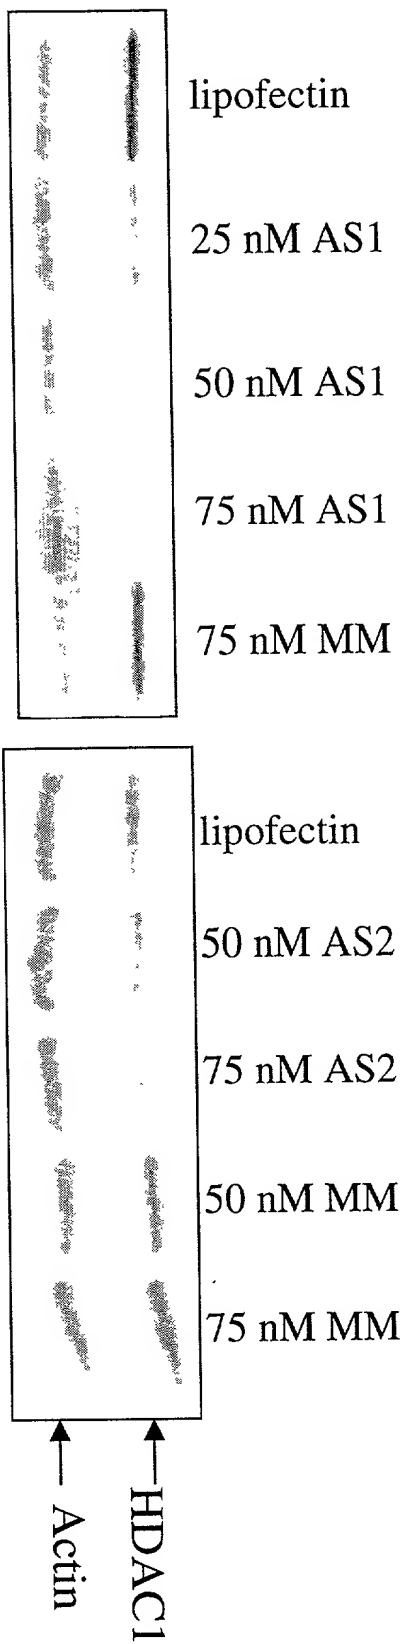 lipofectin
25 nM AS1
50 nM AS1
75 nM AS1
75 nM MM
lipofectin
50 nM AS2
75 nM AS2
50 nM MM
75 nM MM
HDAC1
Actin